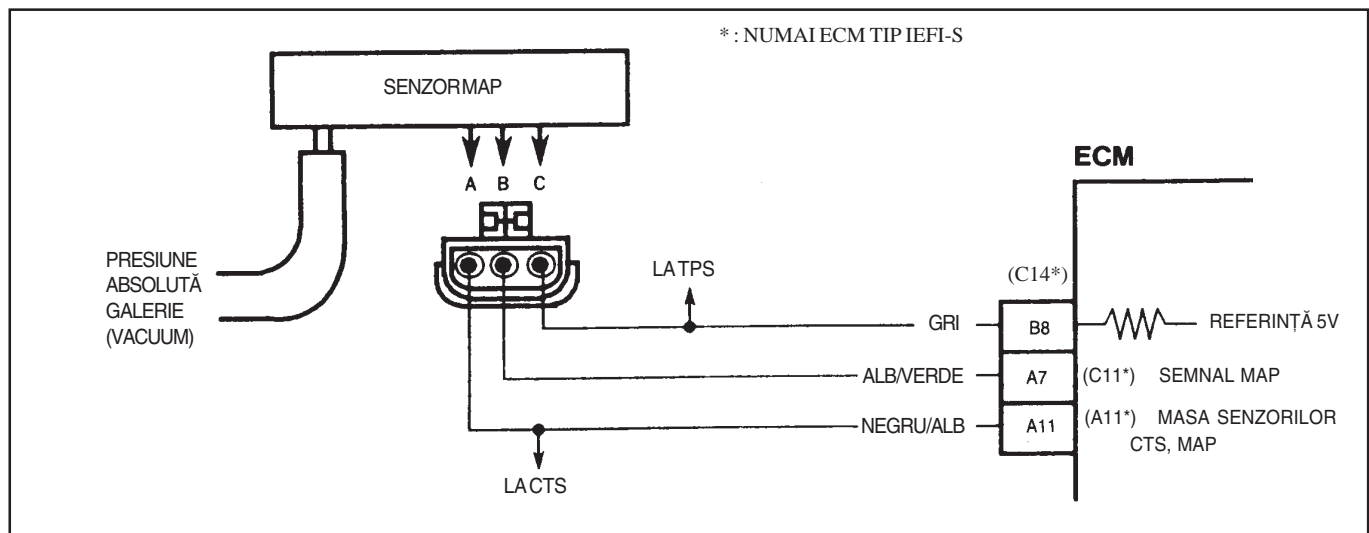 * : NUMAI ECM TIP IEFI-S
SENZOR MAP
ECM
A B C
PRESIUNE
ABSOLUTĂ
GALERIE
(VACUUM)
LA TPS
(C14*)
GRI B8 REFERINȚĂ 5V
ALB/VERDE A7 (C11*) SEMNAL MAP
NEGRU/ALB A11 (A11*) MASA SENZORILOR
CTS, MAP
LA CTS